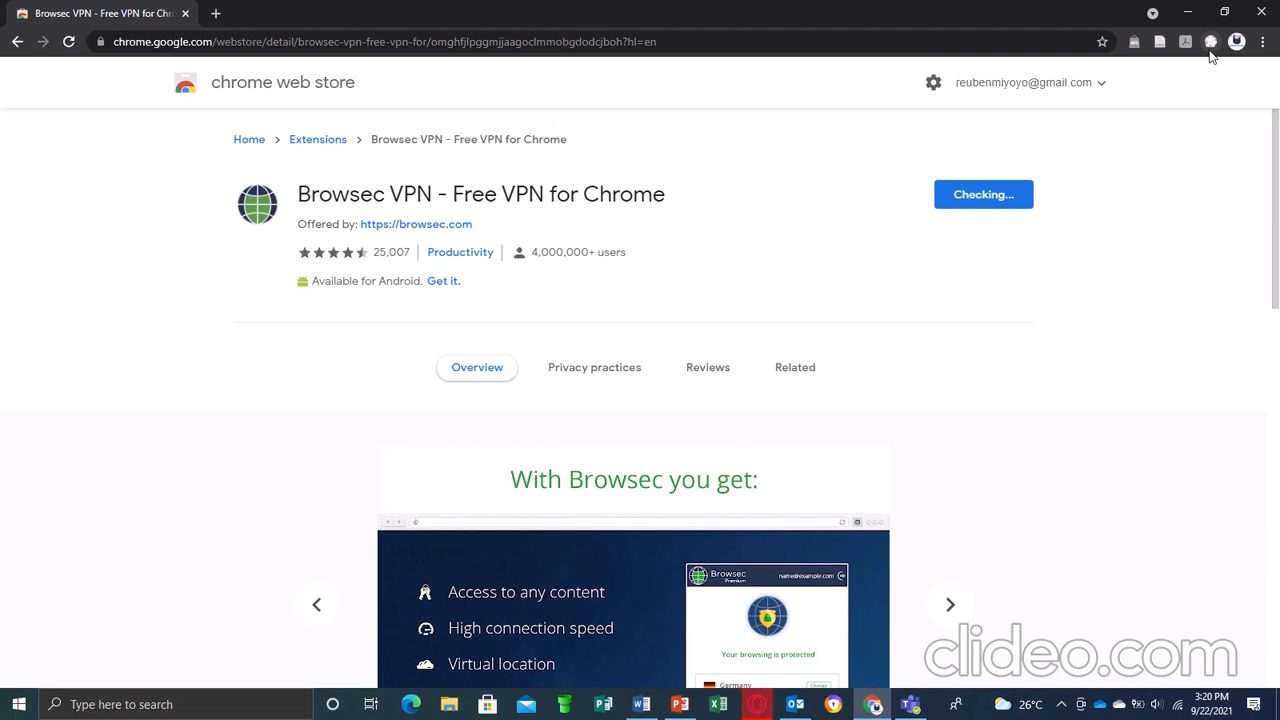 Browsec VPN - Free VPN for Chr
chrome.google.com/webstore/detail/browsec-vpn-free-vpn-for/omghfjlpggmjjaagoclmmobgdodcjboh?hl=en
chrome web store
reubenmiyoyo@gmail.com
Home > Extensions > Browsec VPN - Free VPN for Chrome
Browsec VPN - Free VPN for Chrome
Checking...
Offered by: https://browsec.com
25,007
Productivity
4,000,000+ users
Available for Android. Get it.
Overview
Privacy practices
Reviews
Related
With Browsec you get:
Browsec
Premium
name@example.com
Access to any content
High connection speed
Your browsing is protected
Virtual location
Germany
Change
clideo.com
Type here to search
26°C
3:20 PM
9/22/2021